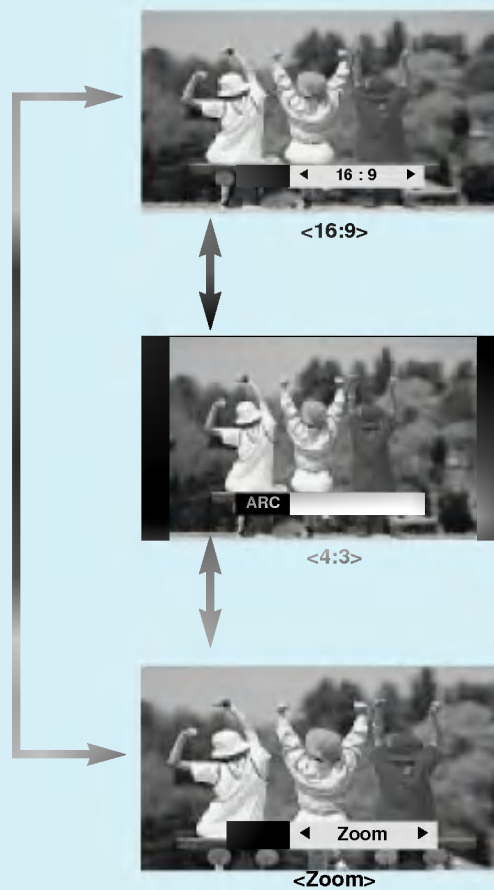 ◄ 16 : 9 ►
<16:9>
ARC
<4:3>
◄ Zoom ►
<Zoom>